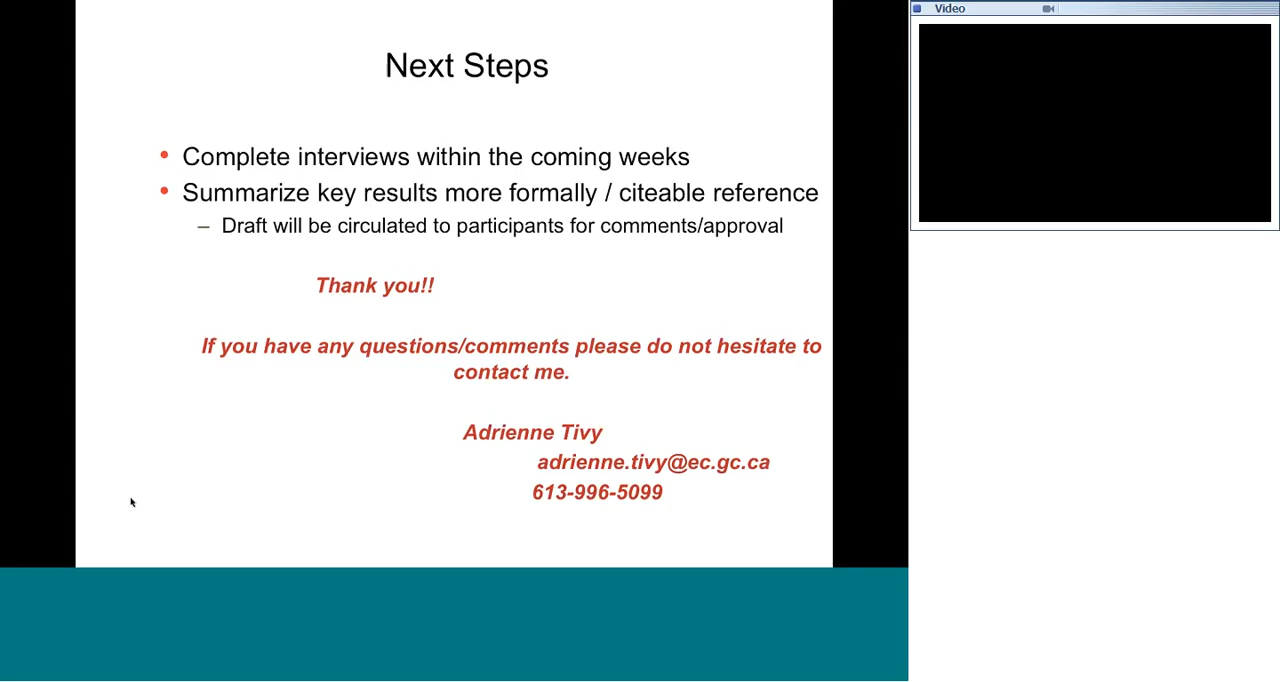 Next Steps
• Complete interviews within the coming weeks
• Summarize key results more formally / citeable reference
– Draft will be circulated to participants for comments/approval
Thank you!!
If you have any questions/comments please do not hesitate to
contact me.
Adrienne Tivy
adrienne.tivy@ec.gc.ca
613-996-5099
Video